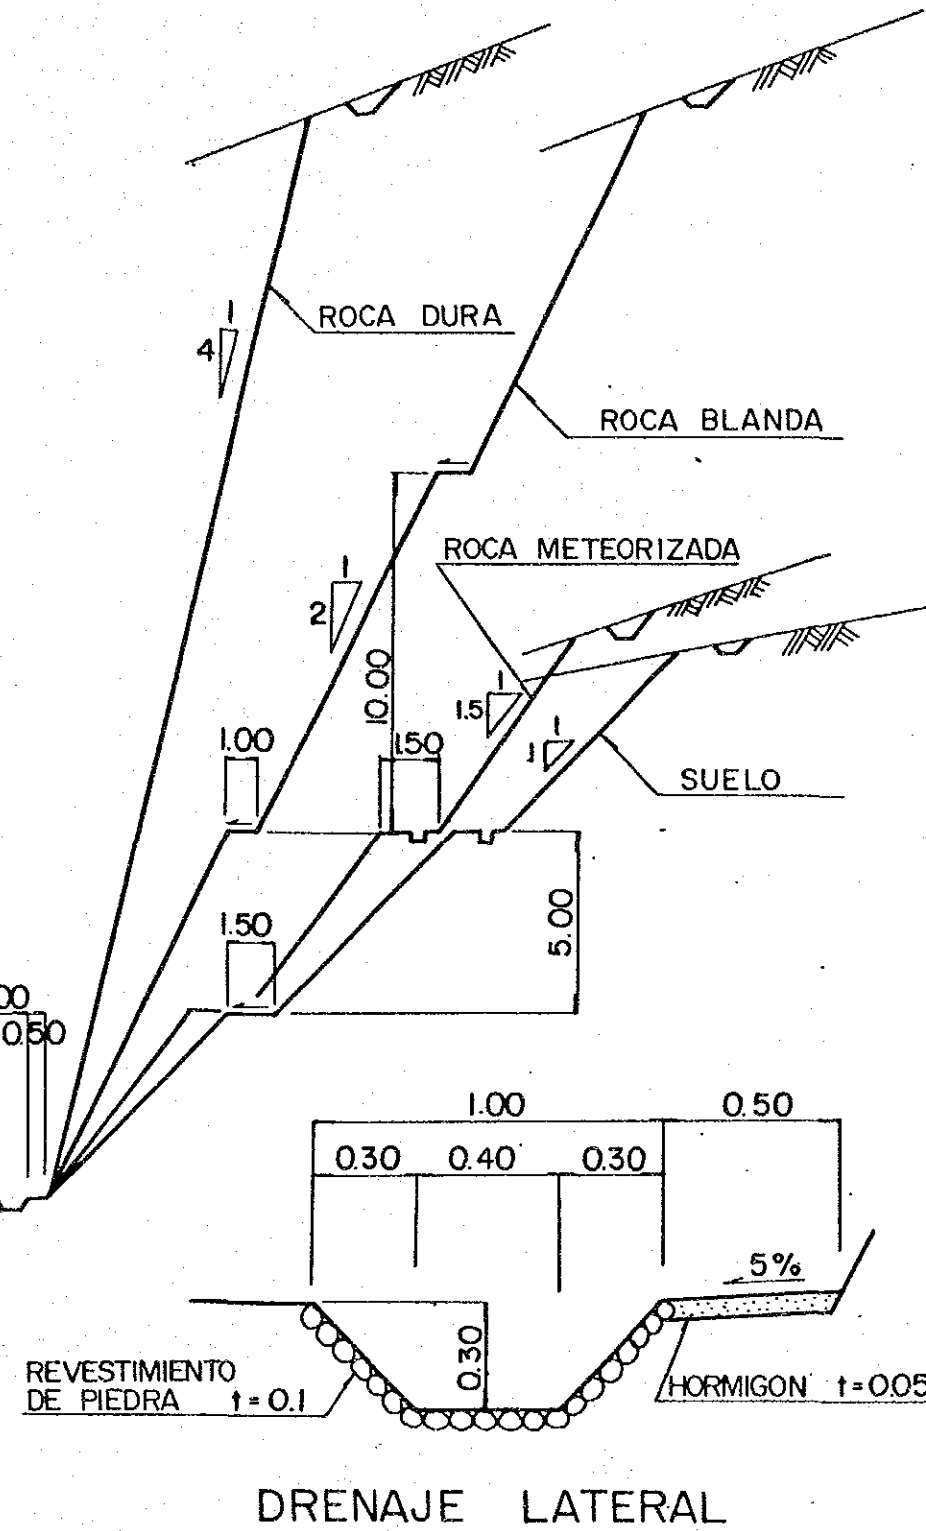 1
4
ROCA DURA
ROCA BLANDA
ROCA METEORIZADA
1
2
10.00
1
1.5
1
1
1.00
1.50
SUELO
1.50
5.00
00
0.50
1.00
0.50
0.30
0.40
0.30
5%
0.30
REVESTIMIENTO
DE PIEDRA t=0.1
HORMIGON t=0.05
DRENAJE LATERAL